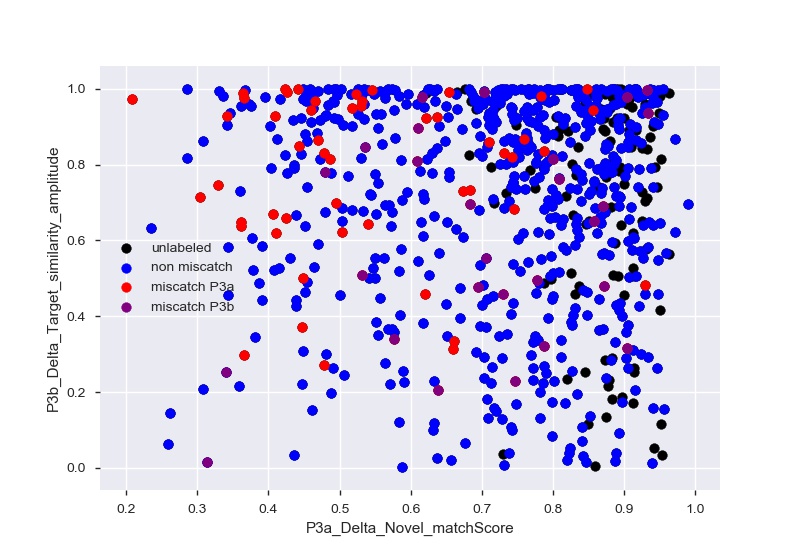 1.0
0.8
0.6
0.4
0.2
0.0
P3b_Delta_Target_similarity_amplitude
unlabeled
non miscatch
miscatch P3a
miscatch P3b
0.2 0.3 0.4 0.5 0.6 0.7 0.8 0.9 1.0
P3a_Delta_Novel_matchScore